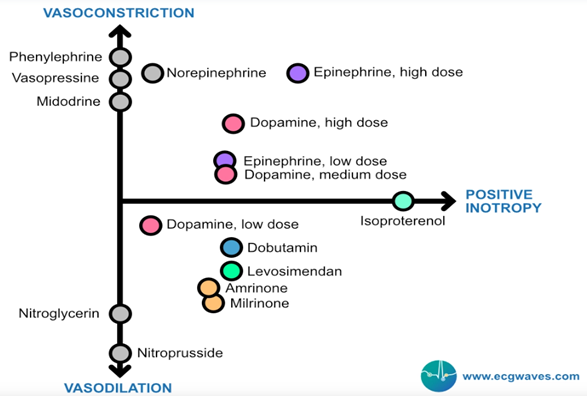 VASOCONSTRICTION
Phenylephrine
Vasopressine
Norepinephrine
Epinephrine, high dose
Midodrine
Dopamine, high dose
Epinephrine, low dose
Dopamine, medium dose
POSITIVE
INOTROPY
Isoproterenol
Dopamine, low dose
Dobutamin
Levosimendan
Amrinone
Milrinone
Nitroglycerin
Nitroprusside
VASODILATION
www.ecgwaves.com